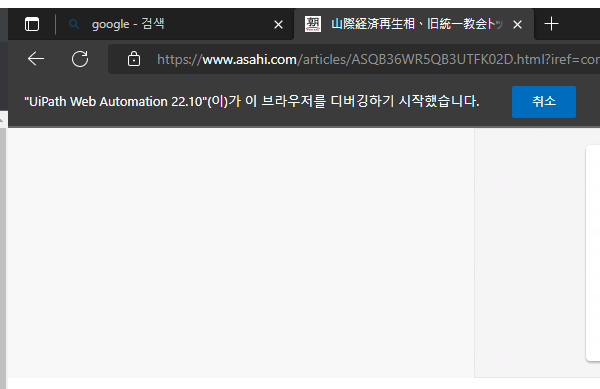 google - 검색
朝
山際経済再生相、旧統一教会ト
https://www.asahi.com/articles/ASQB36WR5QB3UTFK02D.html?iref=co
"UiPath Web Automation 22.10"(이)가 이 브라우저를 디버깅하기 시작했습니다.
취소